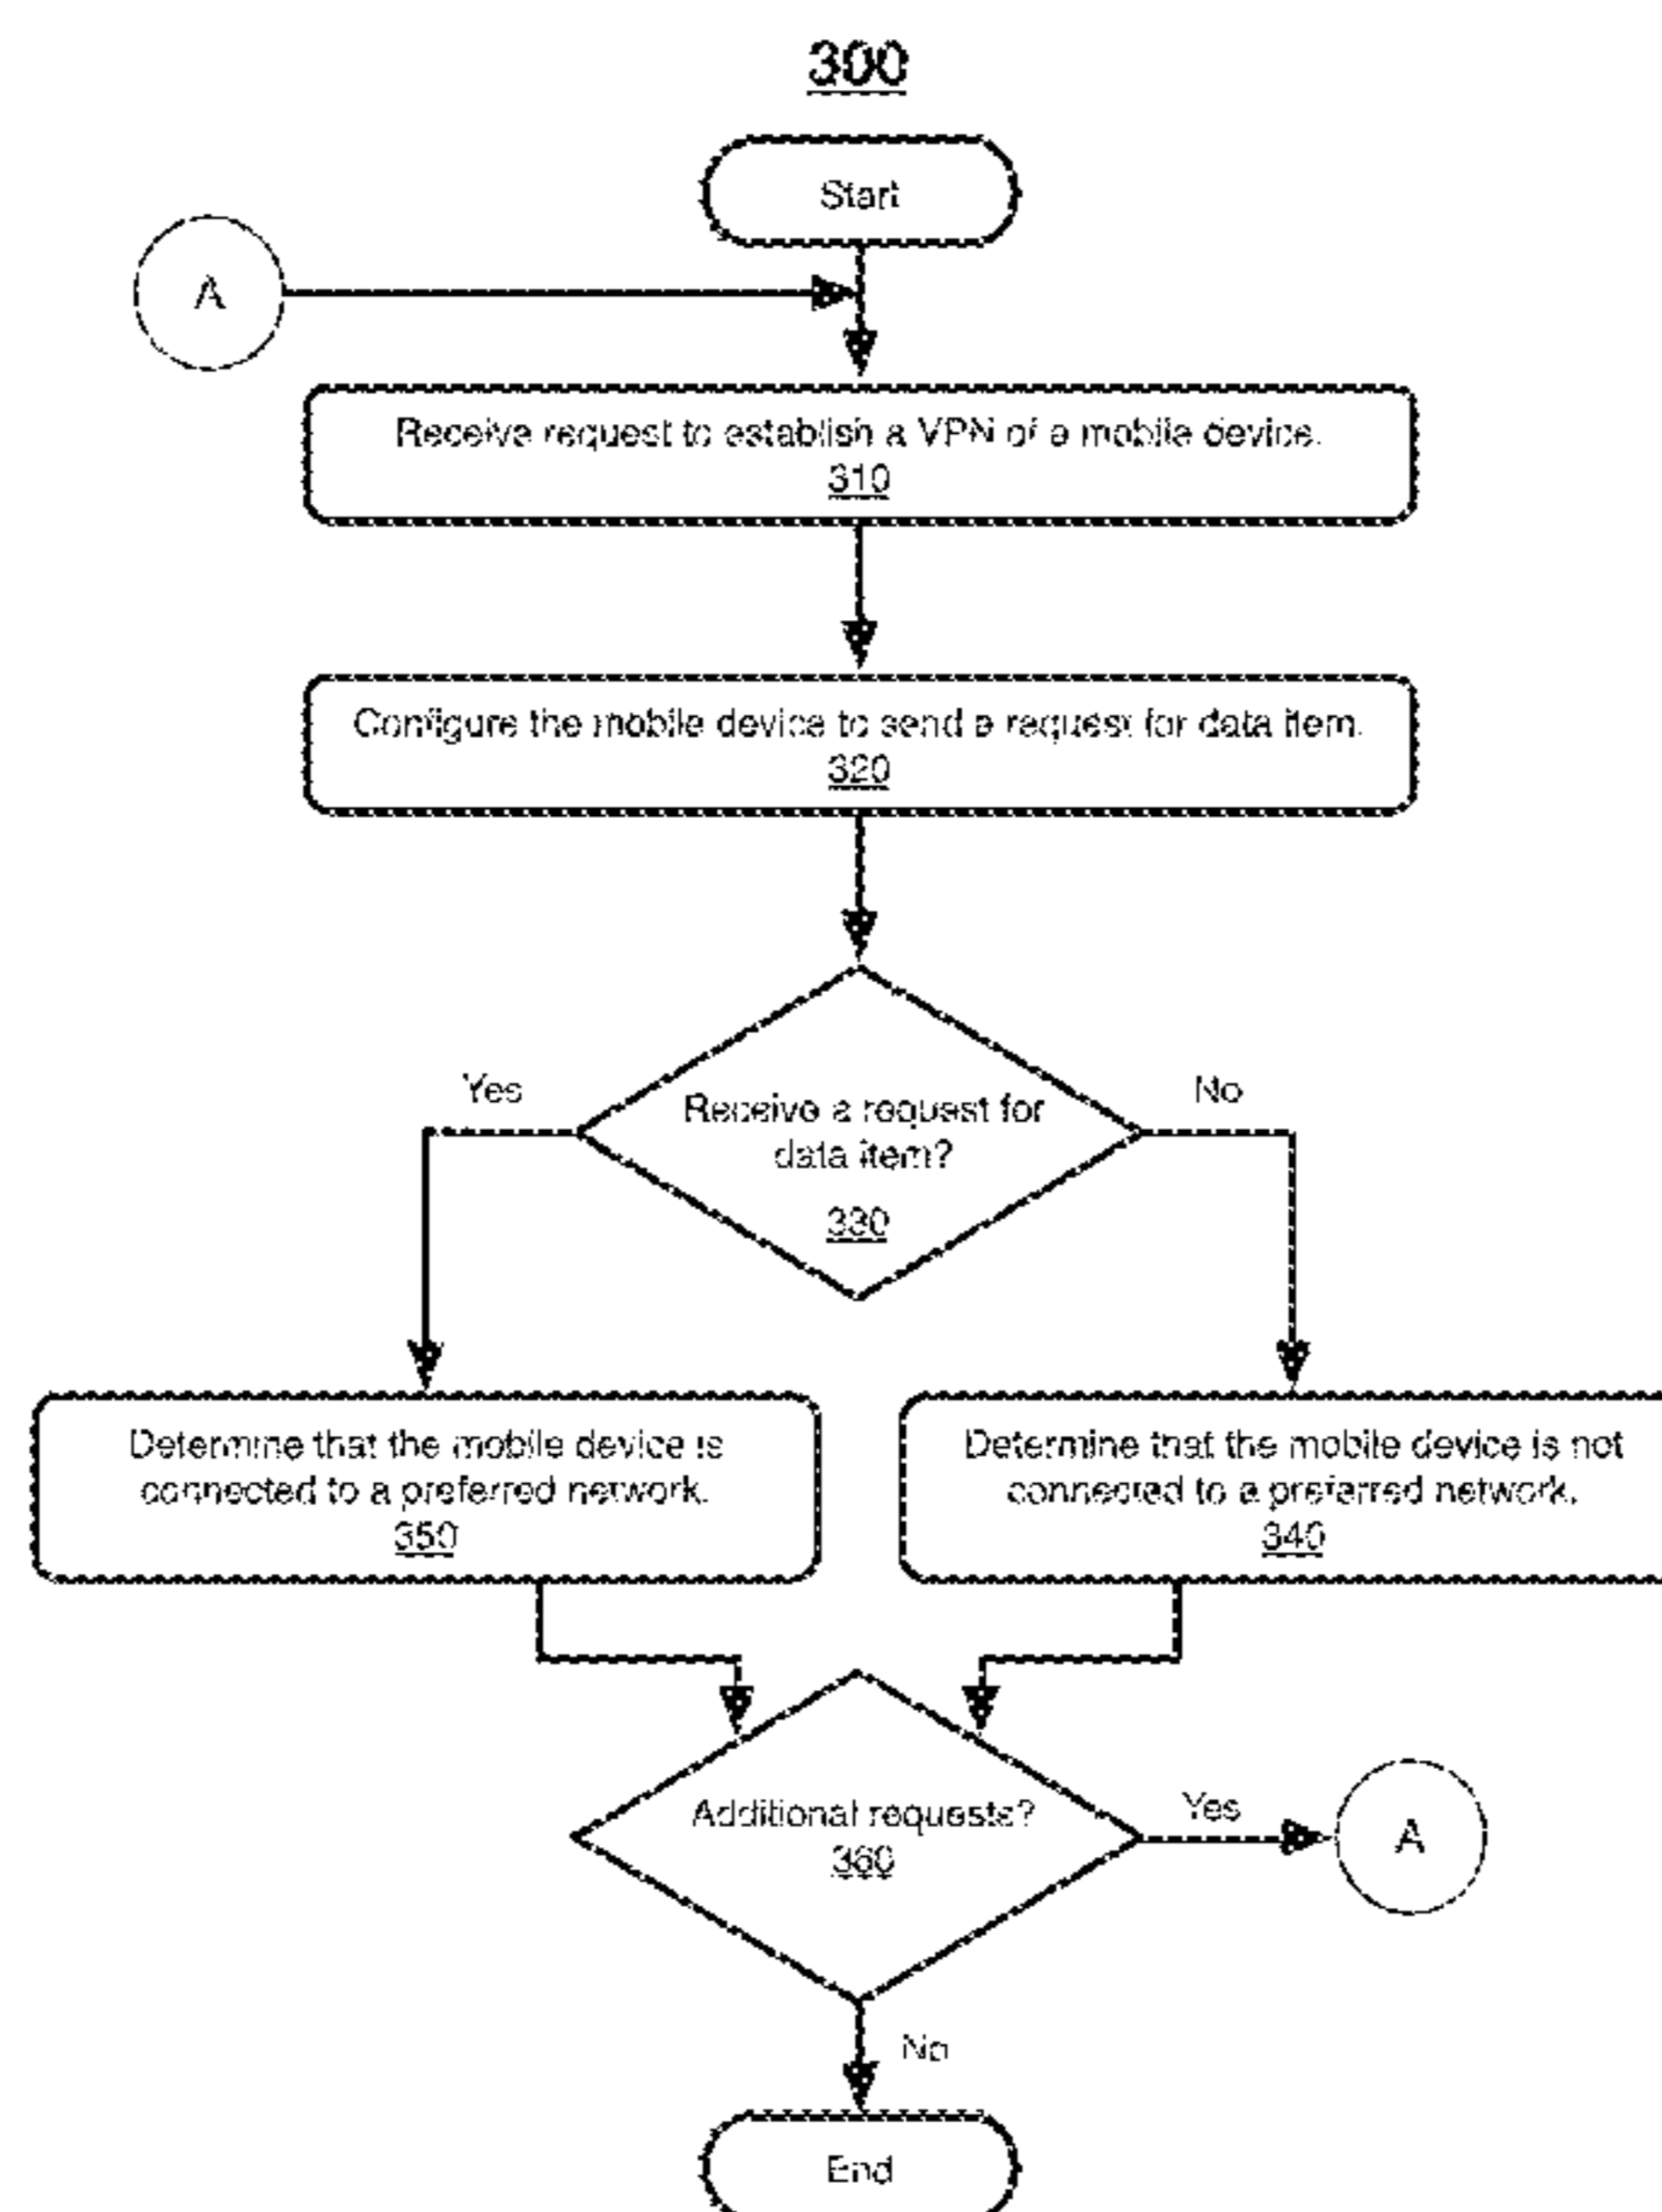 300
Start
A
Receive request to establish a VPN of a mobile device.
310
Configure the mobile device to send a request for data item.
320
Yes
No
Receive a request for
data item?
330
Determine that the mobile device is
connected to a preferred network.
350
Determine that the mobile device is not
connected to a preferred network.
340
Additional requests?
360
Yes
A
No
End